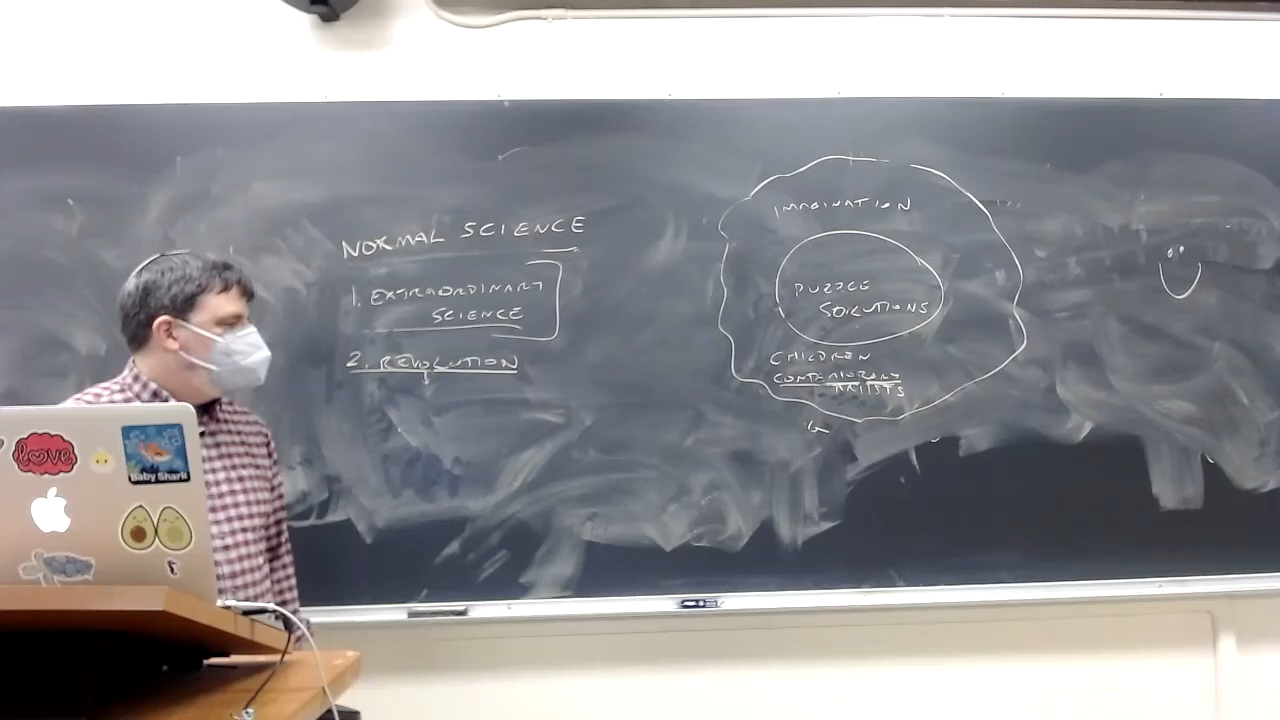 NORMAL SCIENCE
1. EXTRAORDINARY
SCIENCE
2. REVOLUTION
IMAGINATION
PUZZLE
SOLUTIONS
CHILDREN
CONTEMPORARY
ARTISTS
love
Baby Shark